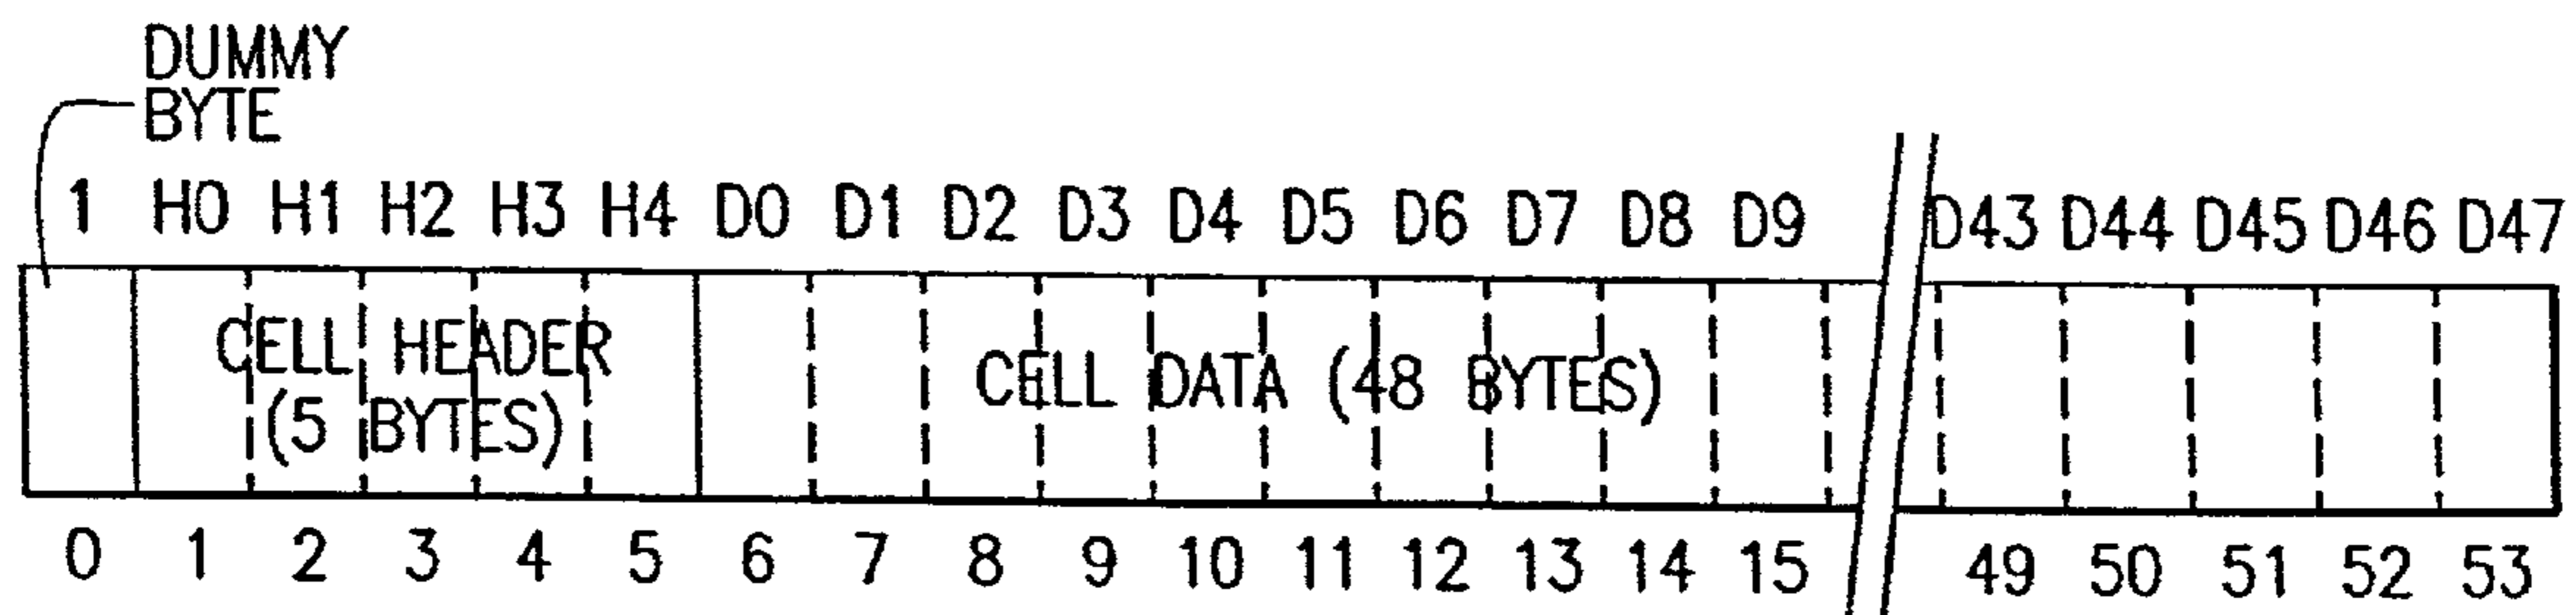 DUMMY
BYTE
1 H0 H1 H2 H3 H4 D0 D1 D2 D3 D4 D5 D6 D7 D8 D9 D43 D44 D45 D46 D47
CELL HEADER
(5 BYTES)
CELL DATA (48 BYTES)
0 1 2 3 4 5 6 7 8 9 10 11 12 13 14 15 49 50 51 52 53